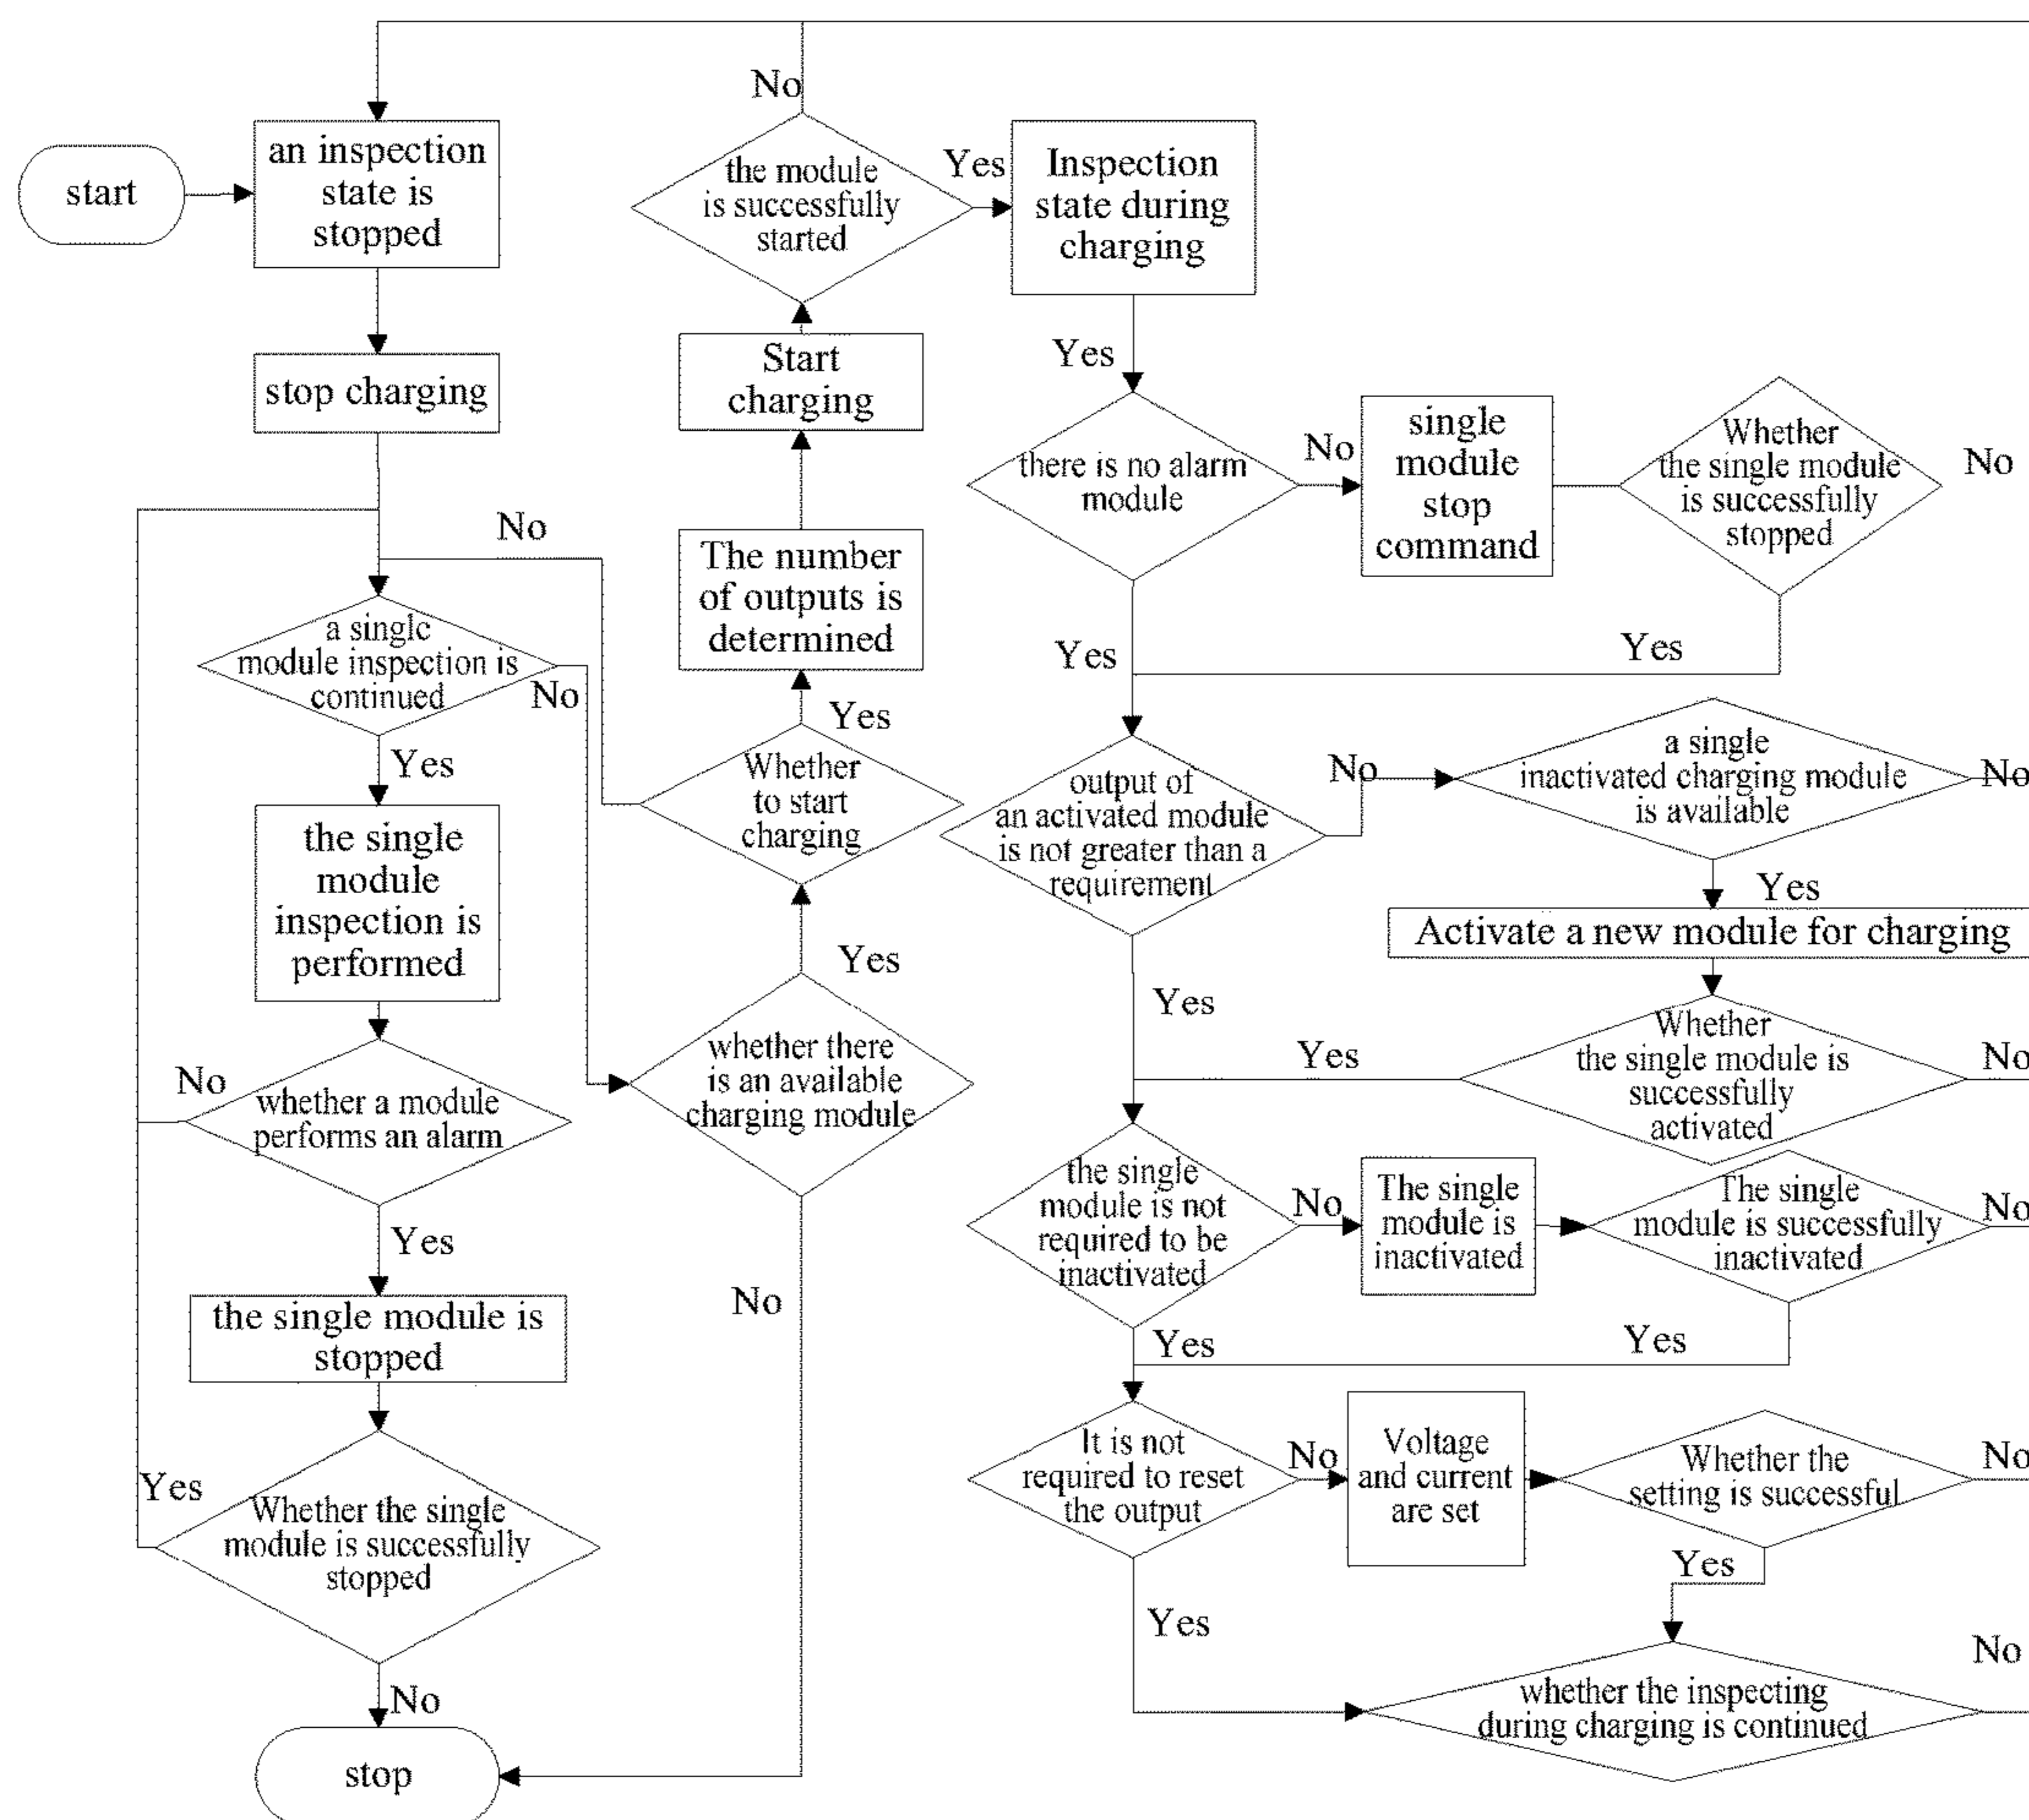 start
an inspection
state is
stopped
stop charging
No
a single
module inspection is
continued
No
Yes
the single
module
inspection is
performed
No
whether a module
performs an alarm
Yes
the single module is
stopped
Yes
Whether the single
module is successfully
stopped
No
stop
No
the module
is successfully
started
Yes
Start
charging
The number
of outputs is
determined
Yes
Whether
to start
charging
Yes
whether there
is an available
charging module
No
Inspection
state during
charging
Yes
there is no alarm
module
No
single
module
stop
command
Whether
the single module
is successfully
stopped
No
Yes
Yes
output of
an activated module
is not greater than a
requirement
No
a single
inactivated charging module
is available
No
Yes
Activate a new module for charging
Yes
Yes
Whether
the single module is
successfully
activated
No
the single
module is not
required to be
inactivated
No
The single
module is
inactivated
The single
module is successfully
inactivated
No
Yes
Yes
It is not
required to reset
the output
No
Voltage
and current
are set
Whether the
setting is successful
No
Yes
Yes
whether the inspecting
during charging is continued
No